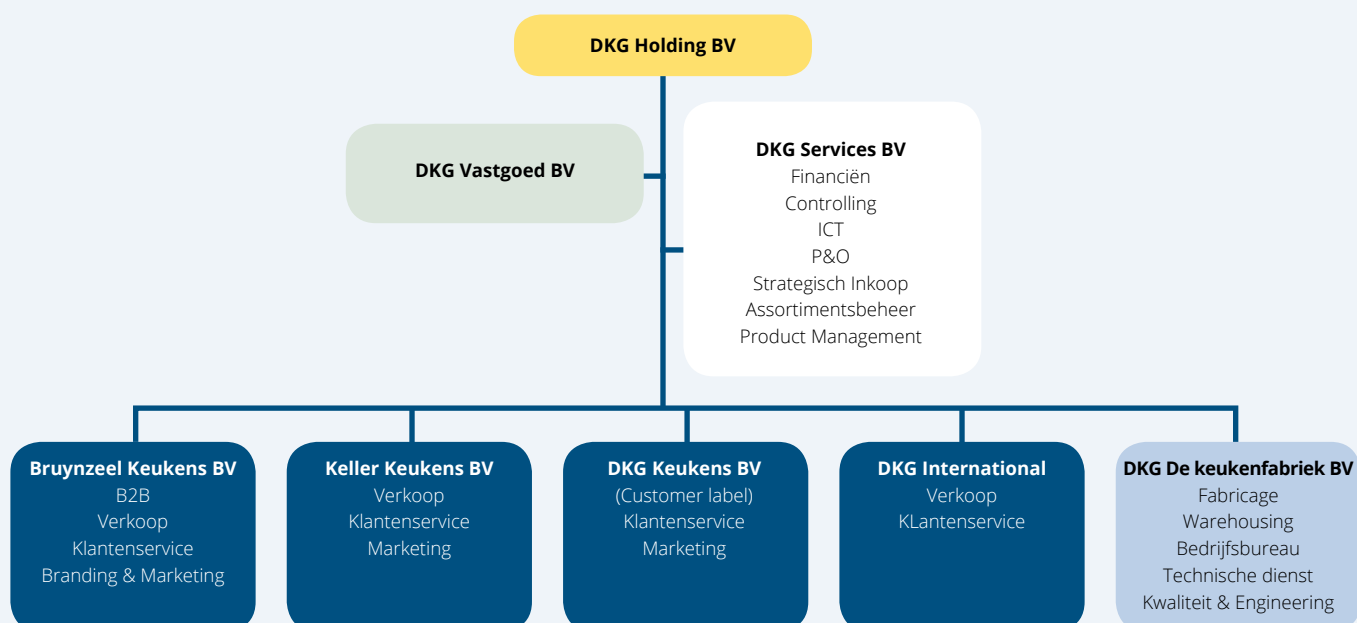 DKG Holding BV
DKG Vastgoed BV
DKG Services BV
Financiën
Controlling
ICT
P&O
Strategisch Inkoop
Assortimentsbeheer
Product Management
Bruynzeel Keukens BV
B2B
Verkoop
Klantenservice
Branding & Marketing
Keller Keukens BV
Verkoop
Klantenservice
Marketing
DKG Keukens BV
(Customer label)
Klantenservice
Marketing
DKG International
Verkoop
KLantenservice
DKG De keukenfabriek BV
Fabricage
Warehousing
Bedrijfsbureau
Technische dienst
Kwaliteit & Engineering